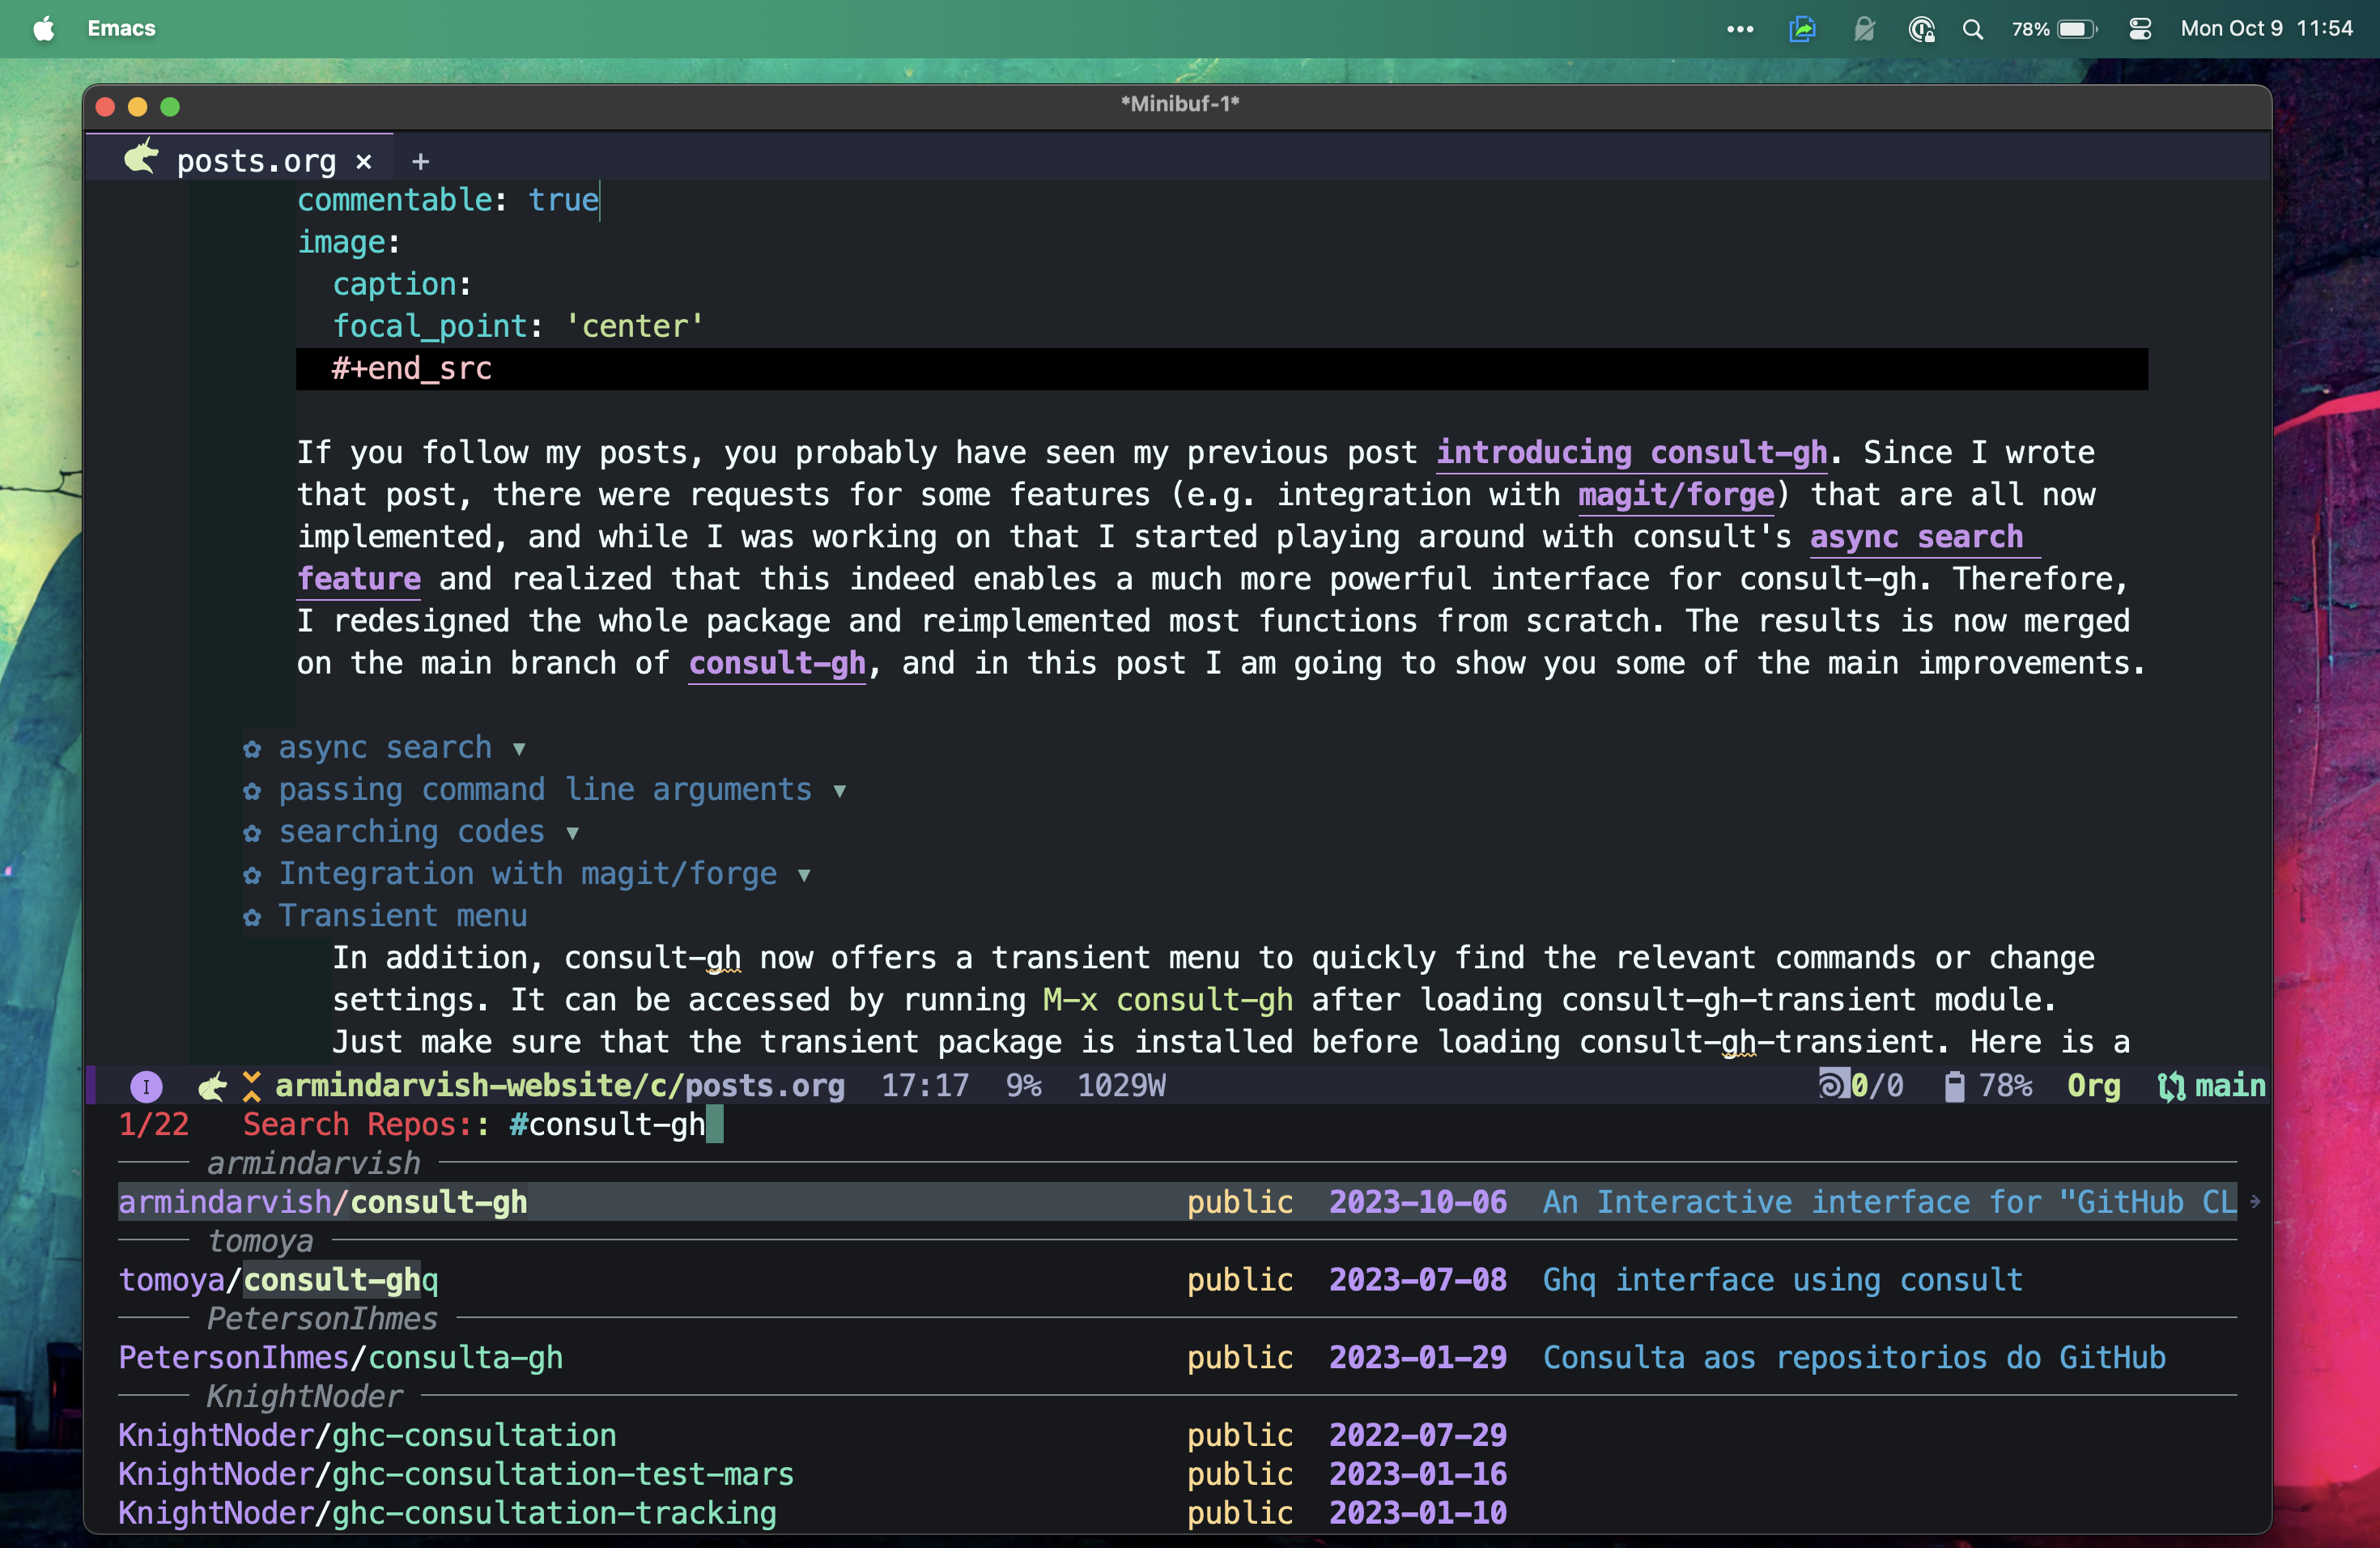 Emacs
78%
Mon Oct 9 11:54
*Minibuf-1*
posts.org × +
commentable: true
image:
caption:
focal_point: 'center'
#+end_src
If you follow my posts, you probably have seen my previous post introducing consult-gh. Since I wrote
that post, there were requests for some features (e.g. integration with magit/forge) that are all now
implemented, and while I was working on that I started playing around with consult's async search
feature and realized that this indeed enables a much more powerful interface for consult-gh. Therefore,
I redesigned the whole package and reimplemented most functions from scratch. The results is now merged
on the main branch of consult-gh, and in this post I am going to show you some of the main improvements.
✿ async search ▾
✿ passing command line arguments ▾
✿ searching codes ▾
✿ Integration with magit/forge ▾
✿ Transient menu
In addition, consult-gh now offers a transient menu to quickly find the relevant commands or change
settings. It can be accessed by running M-x consult-gh after loading consult-gh-transient module.
Just make sure that the transient package is installed before loading consult-gh-transient. Here is a
I armindarvish-website/c/posts.org 17:17 9% 1029W 0/0 78% Org main
1/22 Search Repos:: #consult-gh
armindarvish
armindarvish/consult-gh public 2023-10-06 An Interactive interface for "GitHub CL
tomoya
tomoya/consult-ghq public 2023-07-08 Ghq interface using consult
PetersonIhmes
PetersonIhmes/consulta-gh public 2023-01-29 Consulta aos repositorios do GitHub
KnightNoder
KnightNoder/ghc-consultation public 2022-07-29
KnightNoder/ghc-consultation-test-mars public 2023-01-16
KnightNoder/ghc-consultation-tracking public 2023-01-10